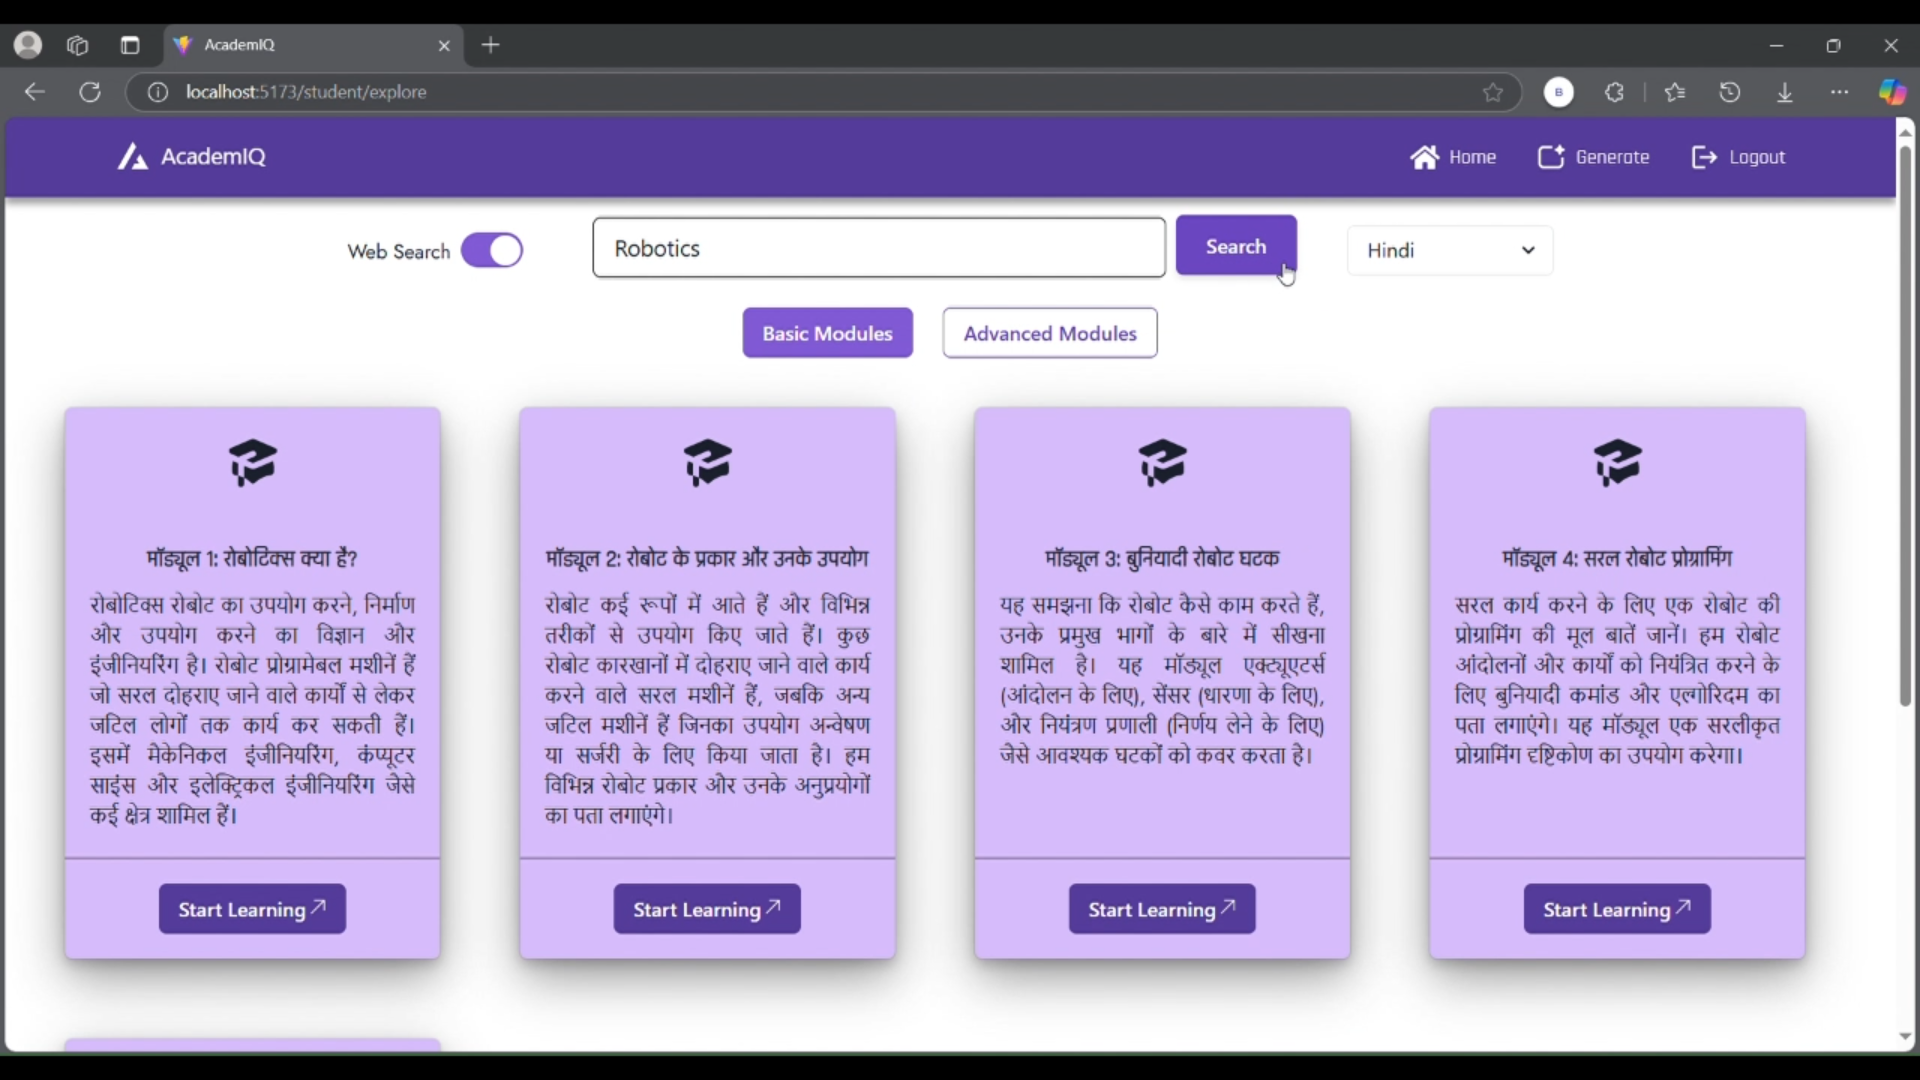 AcademIQ
localhost:5173/student/explore
B
AcademIQ
Home
Generate
Logout
Web Search
Robotics
Search
Hindi
Basic Modules
Advanced Modules
मॉड्यूल 1: रोबोटिक्स क्या है?
रोबोटिक्स रोबोट का उपयोग करने, निर्माण
और उपयोग करने का विज्ञान और
इंजीनियरिंग है। रोबोट प्रोग्रामेबल मशीनें हैं
जो सरल दोहराए जाने वाले कार्यों से लेकर
जटिल लोगों तक कार्य कर सकती हैं।
इसमें मैकेनिकल इंजीनियरिंग, कंप्यूटर
साइंस और इलेक्ट्रिकल इंजीनियरिंग जैसे
कई क्षेत्र शामिल हैं।
Start Learning
मॉड्यूल 2: रोबोट के प्रकार और उनके उपयोग
रोबोट कई रूपों में आते हैं और विभिन्न
तरीकों से उपयोग किए जाते हैं। कुछ
रोबोट कारखानों में दोहराए जाने वाले कार्य
करने वाले सरल मशीनें हैं, जबकि अन्य
जटिल मशीनें हैं जिनका उपयोग अन्वेषण
या सर्जरी के लिए किया जाता है। हम
विभिन्न रोबोट प्रकार और उनके अनुप्रयोगों
का पता लगाएंगे।
Start Learning
मॉड्यूल 3: बुनियादी रोबोट घटक
यह समझना कि रोबोट कैसे काम करते हैं,
उनके प्रमुख भागों के बारे में सीखना
शामिल है। यह मॉड्यूल एक्ट्यूएटर्स
(आंदोलन के लिए), सेंसर (धारणा के लिए),
और नियंत्रण प्रणाली (निर्णय लेने के लिए)
जैसे आवश्यक घटकों को कवर करता है।
Start Learning
मॉड्यूल 4: सरल रोबोट प्रोग्रामिंग
सरल कार्य करने के लिए एक रोबोट की
प्रोग्रामिंग की मूल बातें जानें। हम रोबोट
आंदोलनों और कार्यों को नियंत्रित करने के
लिए बुनियादी कमांड और एल्गोरिदम का
पता लगाएंगे। यह मॉड्यूल एक सरलीकृत
प्रोग्रामिंग दृष्टिकोण का उपयोग करेगा।
Start Learning